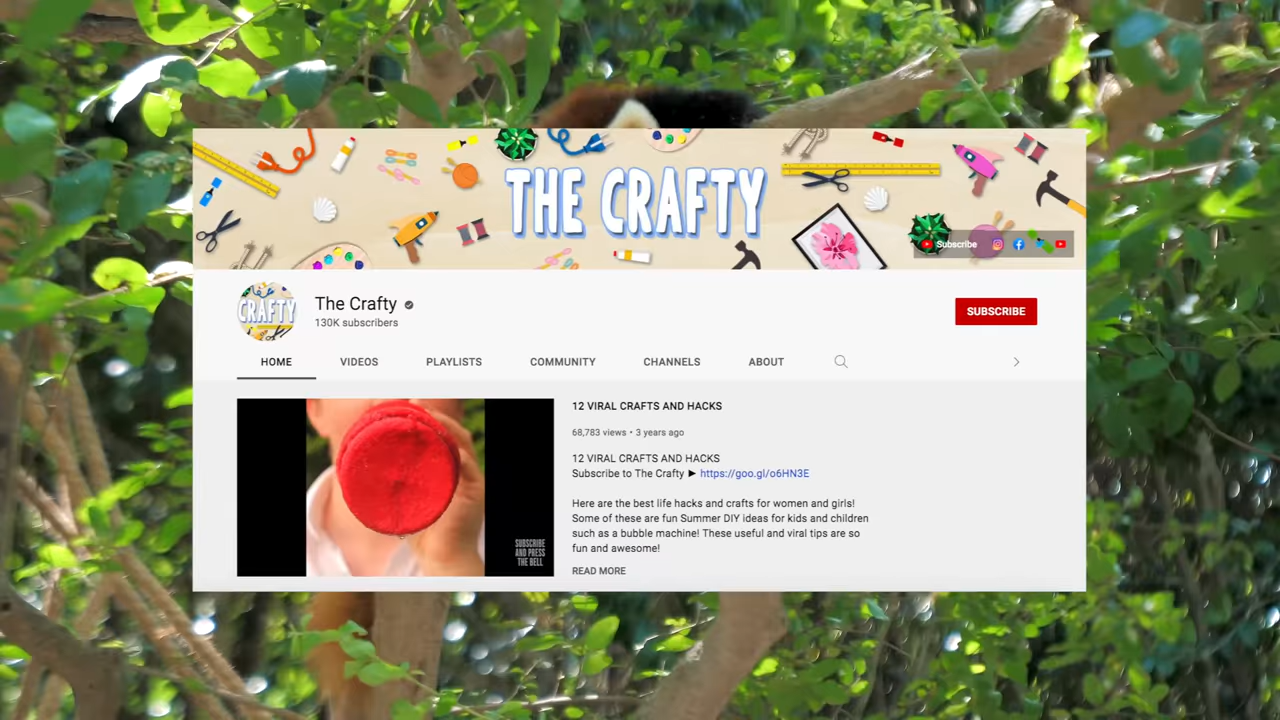 THE CRAFTY
Subscribe
CRAFTY
The Crafty
130K subscribers
SUBSCRIBE
HOME VIDEOS PLAYLISTS COMMUNITY CHANNELS ABOUT
12 VIRAL CRAFTS AND HACKS
68,783 views • 3 years ago
12 VIRAL CRAFTS AND HACKS
Subscribe to The Crafty ► https://goo.gl/o6HN3E
Here are the best life hacks and crafts for women and girls!
Some of these are fun Summer DIY ideas for kids and children
such as a bubble machine! These useful and viral tips are so
fun and awesome!
READ MORE
SUBSCRIBE
AND PRESS
THE BELL